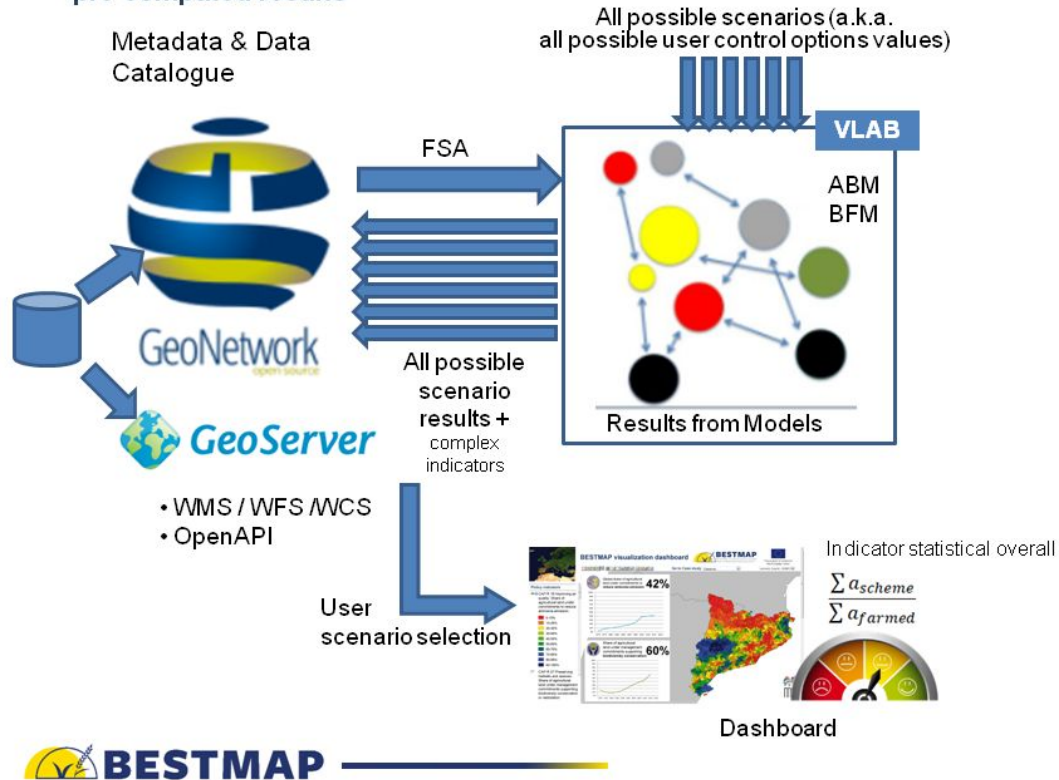 Metadata & Data
Catalogue
All possible scenarios (a.k.a.
all possible user control options values)
VLAB
FSA
ABM
BFM
GeoNetwork
open source
All possible
scenario
results +
complex
indicators
Results from Models
GeoServer
• WMS / WFS /WCS
• OpenAPI
User
scenario selection
BESTMAP visualization dashboard
BESTMAP
42%
60%
Indicator statistical overall
∑ a scheme
∑ a farmed
Dashboard
BESTMAP